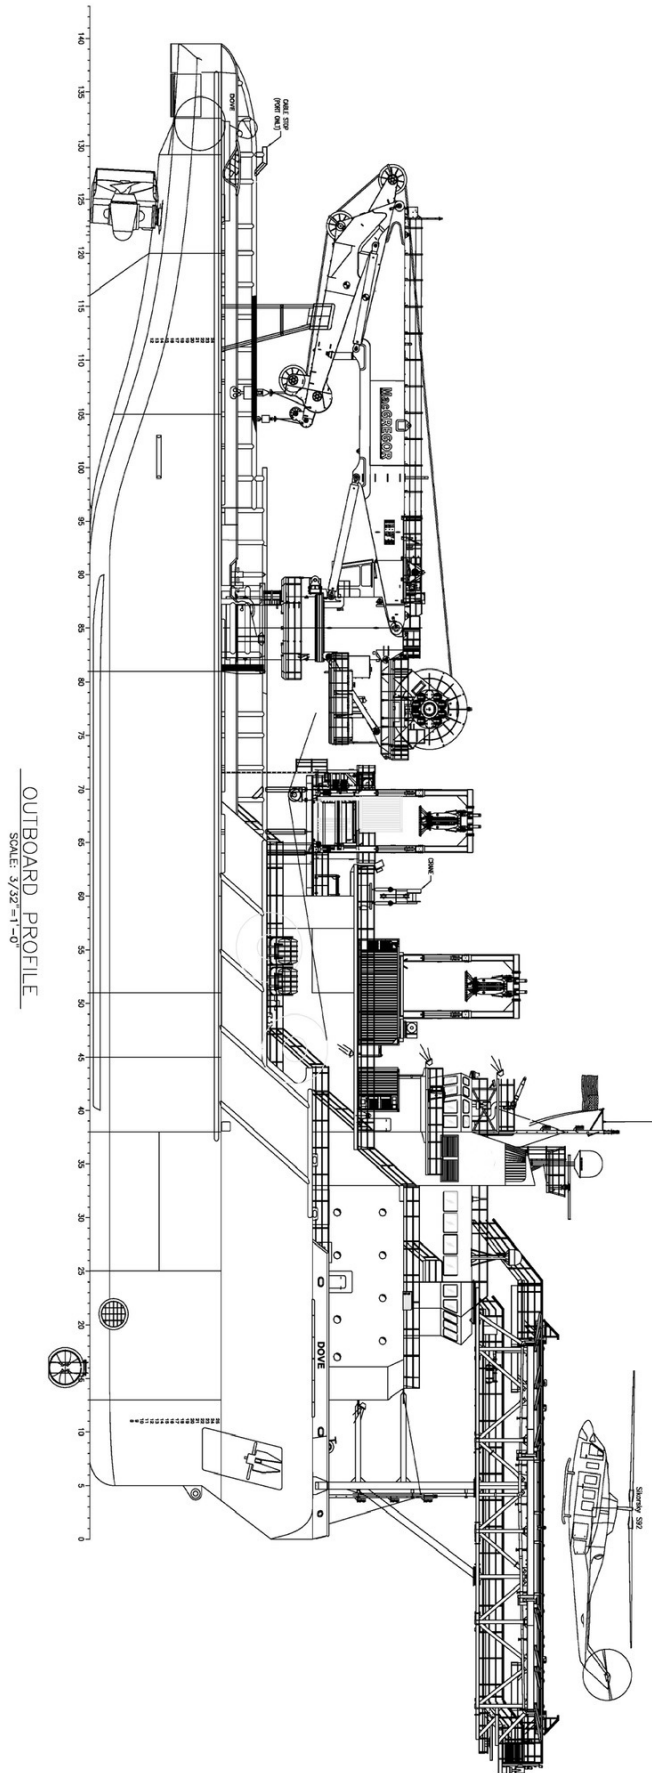 Sikorsky S92
MacGREGOR
CRANE
CABLE STOP
(PORT ONLY)
DOVE
DOVE
140 135 130 125 120 115 110 105 100 95 90 85 80 75 70 65 60 55 50 45 40 35 30 25 20 15 10 5 0
OUTBOARD PROFILE
SCALE: 3/32"=1'-0"